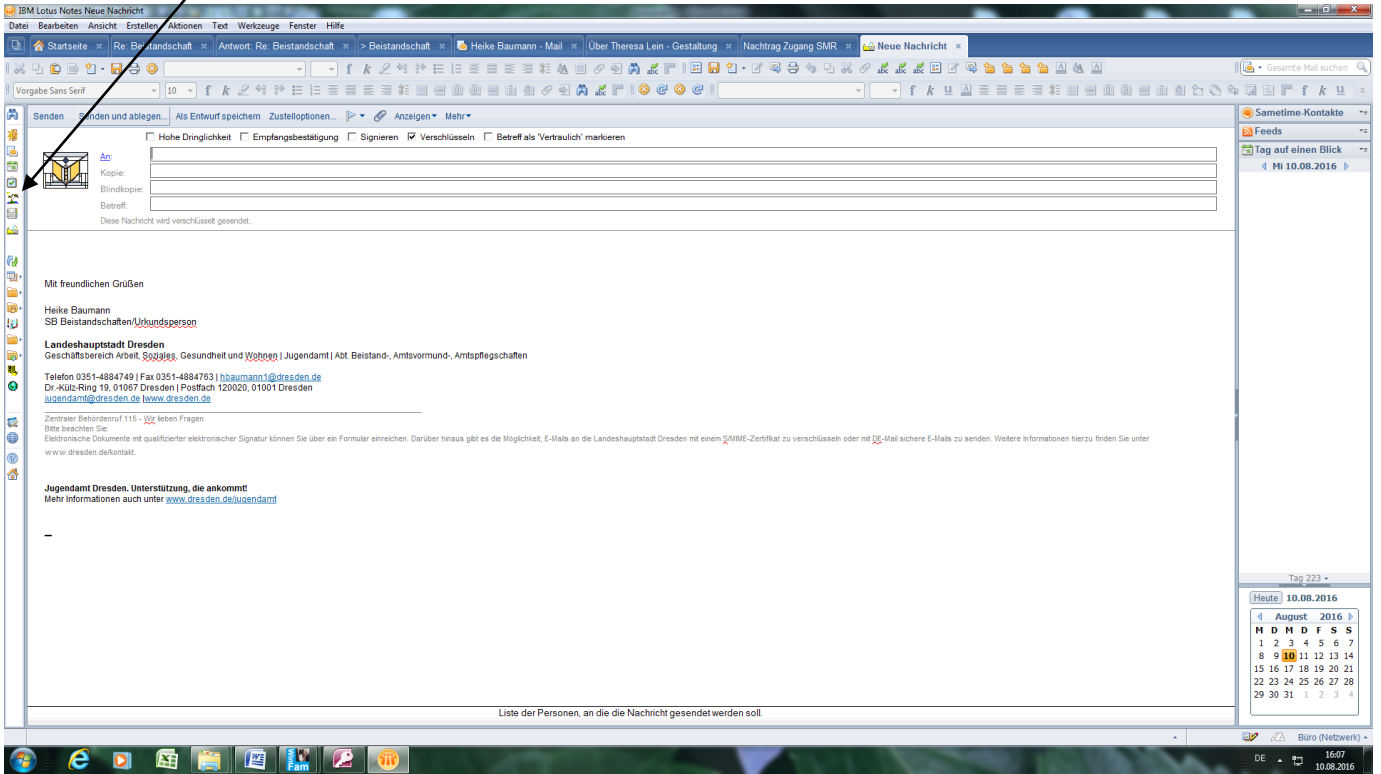 IBM Lotus Notes Neue Nachricht
Datei Bearbeiten Ansicht Erstellen Aktionen Text Werkzeuge Fenster Hilfe
Startseite Re: Beistandschaft Antwort: Re: Beistandschaft > Beistandschaft Heike Baumann - Mail Über Theresa Lein - Gestaltung Nachtrag Zugang SMR Neue Nachricht
Gesamte Mail suchen
Vorgabe Sans Serif 10
Senden Senden und ablegen... Als Entwurf speichern Zustelloptionen... Anzeigen Mehr
Hohe Dringlichkeit Empfangsbestätigung Signieren Verschlüsseln Betreff als 'Vertraulich' markieren
An:
Kopie:
Blindkopie:
Betreff:
Diese Nachricht wird verschlüsselt gesendet.
Mit freundlichen Grüßen
Heike Baumann
SB Beistandschaften/Urkundsperson
Landeshauptstadt Dresden
Geschäftsbereich Arbeit, Soziales, Gesundheit und Wohnen | Jugendamt | Abt. Beistand-, Amtsvormund-, Amtspflegschaften
Telefon 0351-4884749 | Fax 0351-4884763 | hbaumann1@dresden.de
Dr.-Külz-Ring 19, 01067 Dresden | Postfach 120020, 01001 Dresden
jugendamt@dresden.de |www.dresden.de
Zentraler Behördenruf 115 - Wir lieben Fragen
Bitte beachten Sie:
Elektronische Dokumente mit qualifizierter elektronischer Signatur können Sie über ein Formular einreichen. Darüber hinaus gibt es die Möglichkeit, E-Mails an die Landeshauptstadt Dresden mit einem S/MIME-Zertifikat zu verschlüsseln oder mit DE-Mail sichere E-Mails zu senden. Weitere Informationen hierzu finden Sie unter
www.dresden.de/kontakt.
Jugendamt Dresden. Unterstützung, die ankommt!
Mehr Informationen auch unter www.dresden.de/jugendamt
Liste der Personen, an die die Nachricht gesendet werden soll.
Sametime-Kontakte
Feeds
Tag auf einen Blick
Mi 10.08.2016
Tag 223
Heute 10.08.2016
August 2016
M D M D F S S
1 2 3 4 5 6 7
8 9 10 11 12 13 14
15 16 17 18 19 20 21
22 23 24 25 26 27 28
29 30 31 1 2 3 4
Büro (Netzwerk)
Fam
DE 16:07
10.08.2016